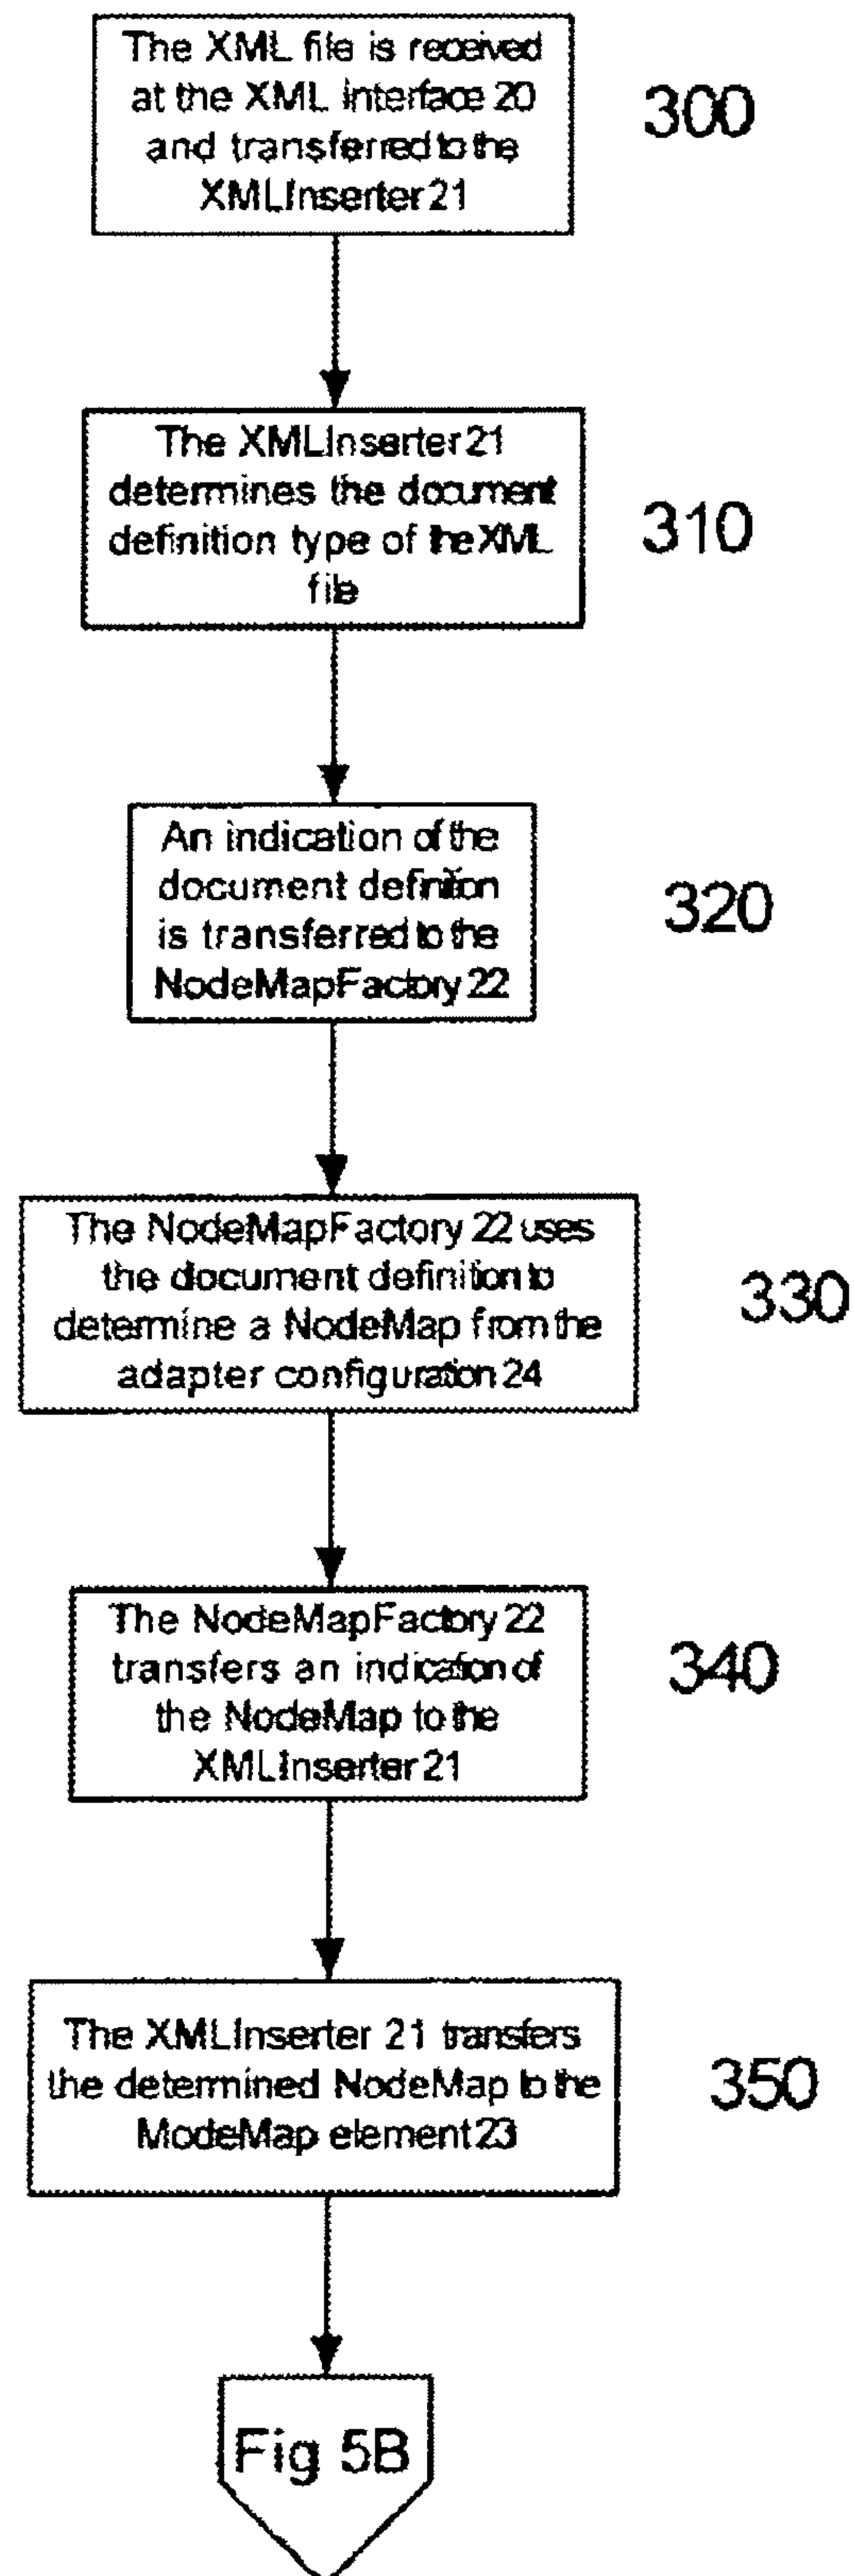 The XML file is received
at the XML interface 20
and transferred to the
XMLInserter 21
300
The XMLInserter 21
determines the document
definition type of the XML
file
310
An indication of the
document definition
is transferred to the
NodeMapFactory 22
320
The NodeMapFactory 22 uses
the document definition to
determine a NodeMap from the
adapter configuration 24
330
The NodeMapFactory 22
transfers an indication of
the NodeMap to the
XMLInserter 21
340
The XMLInserter 21 transfers
the determined NodeMap to the
ModeMap element 23
350
Fig 5B